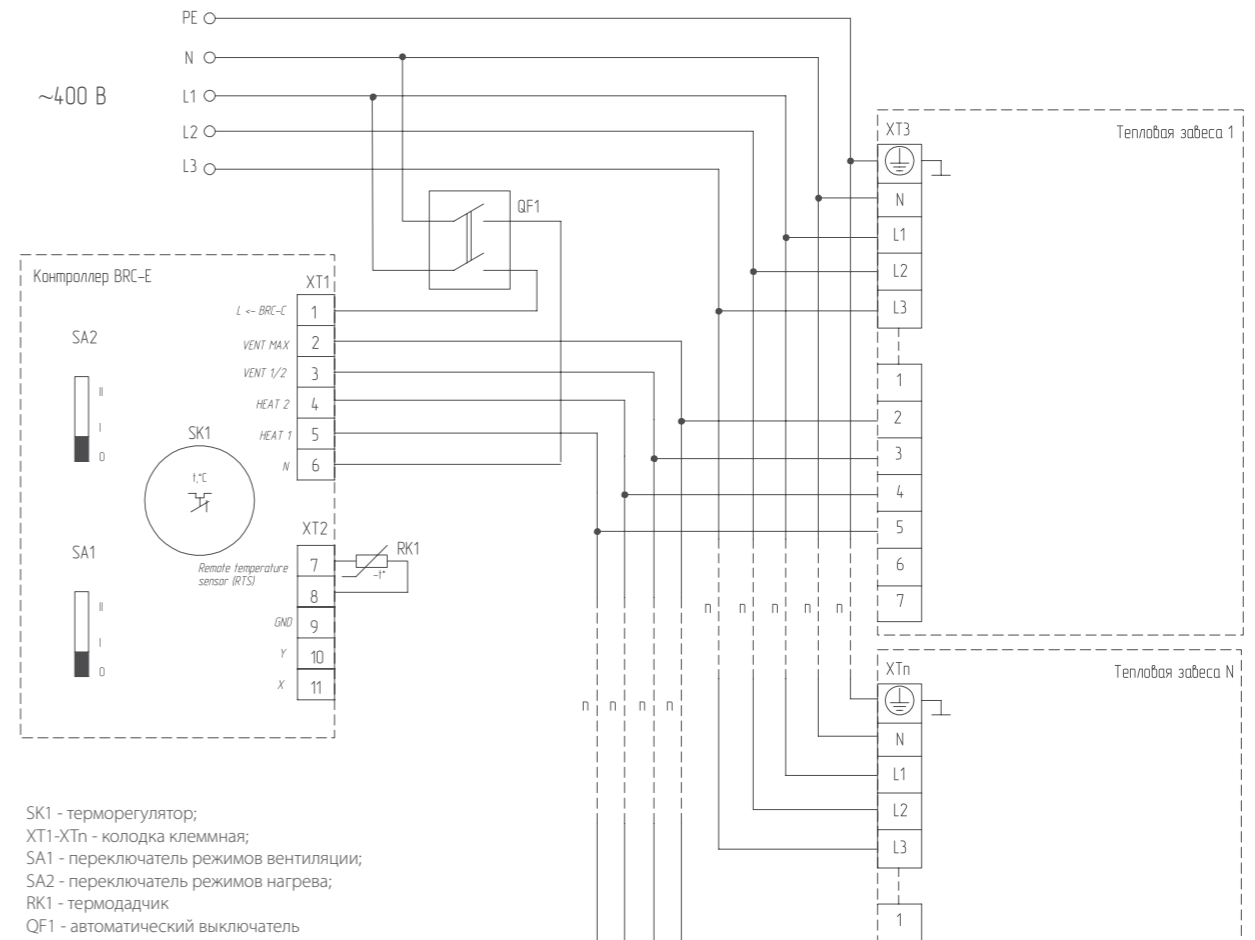 PE
N
~400 В
L1
L2
L3
QF1
XT3
Тепловая завеса 1
N
L1
L2
L3
1
2
3
4
5
6
7
Контроллер BRC-E
XT1
L <- BRC-C
1
VENT MAX
2
VENT 1/2
3
HEAT 2
4
HEAT 1
5
N
6
SA2
II
I
0
SK1
t,°C
SA1
II
I
0
XT2
Remote temperature
sensor (RTS)
7
8
GND
9
Y
10
X
11
RK1
-t°
п
п
п
п
п
п
п
п
п
XTn
Тепловая завеса N
N
L1
L2
L3
1
SK1 - терморегулятор;
XT1-XTn - колодка клеммная;
SA1 - переключатель режимов вентиляции;
SA2 - переключатель режимов нагрева;
RK1 - термодадчик
QF1 - автоматический выключатель